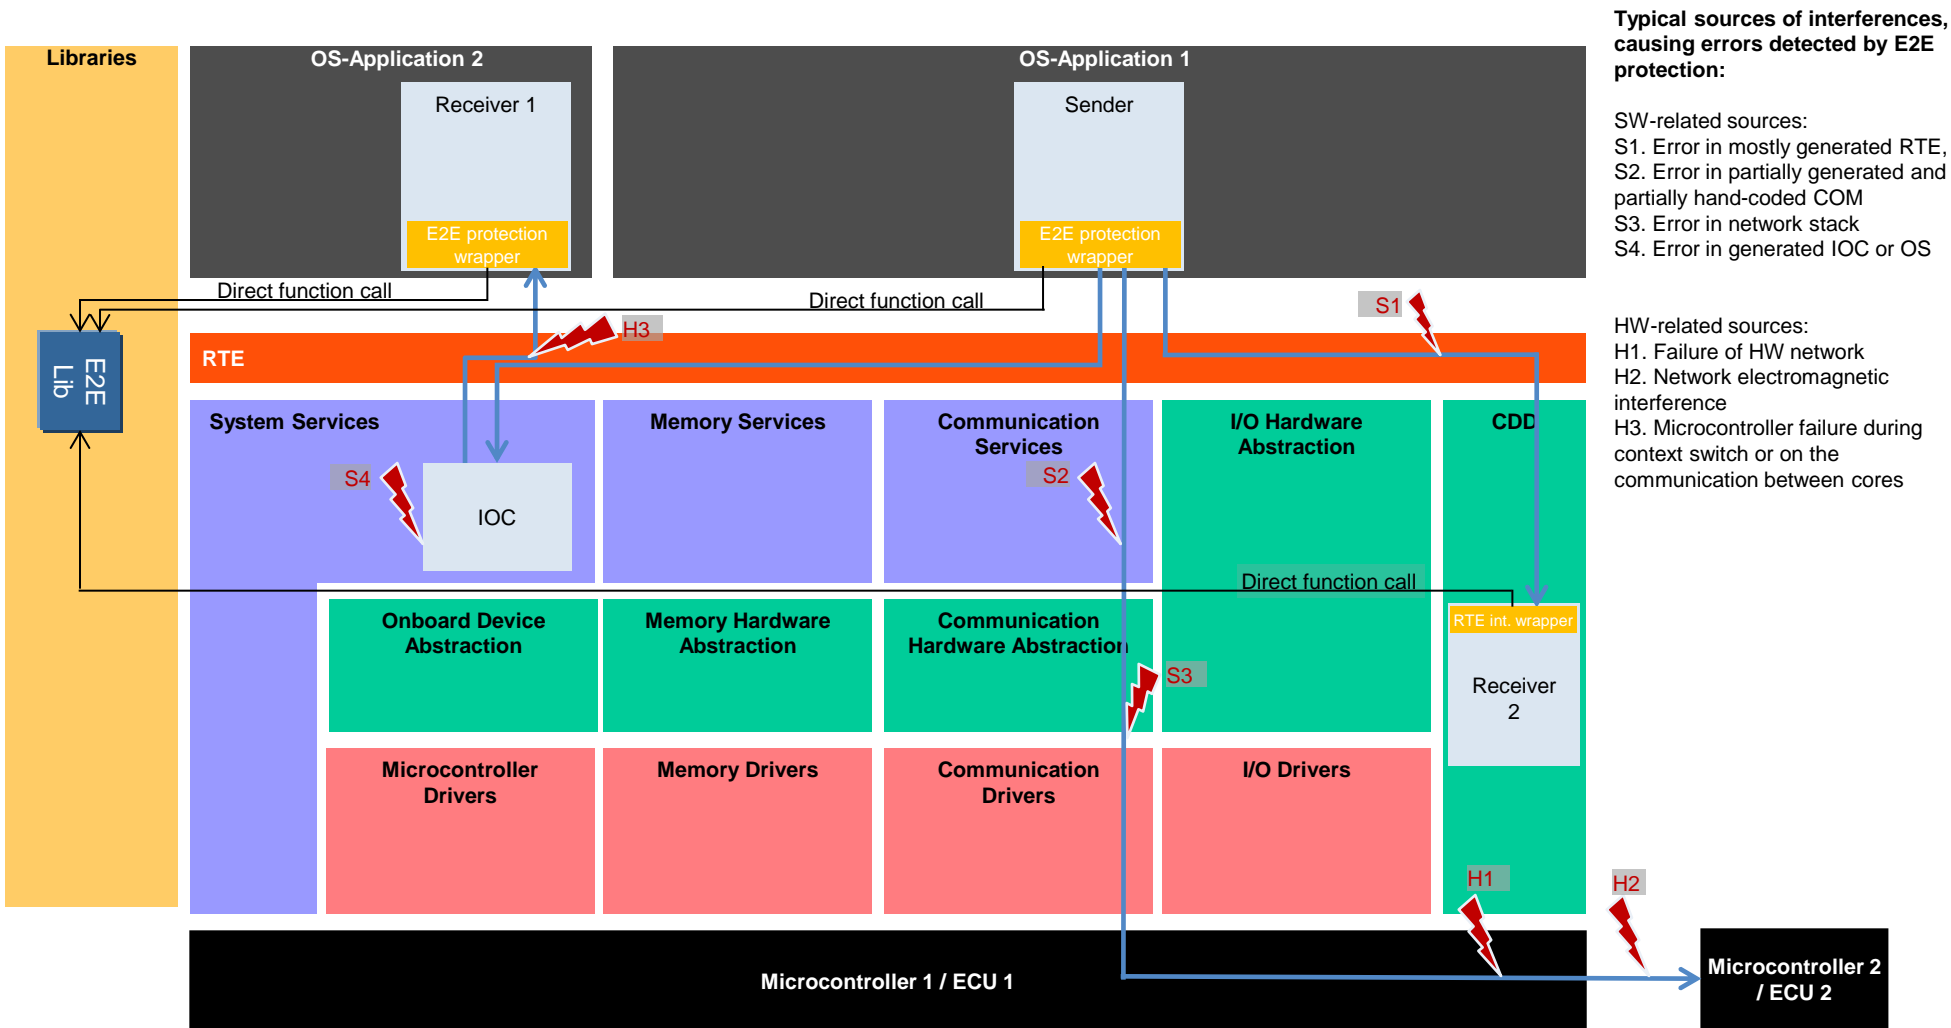 Typical sources of interferences,
causing errors detected by E2E
protection:
SW-related sources:
S1. Error in mostly generated RTE,
S2. Error in partially generated and
partially hand-coded COM
S3. Error in network stack
S4. Error in generated IOC or OS
HW-related sources:
H1. Failure of HW network
H2. Network electromagnetic
interference
H3. Microcontroller failure during
context switch or on the
communication between cores
Libraries
OS-Application 2
OS-Application 1
Receiver 1
Sender
E2E protection
wrapper
E2E protection
wrapper
Direct function call
Direct function call
S1
H3
RTE
E2E
Lib
System Services
Memory Services
Communication
Services
I/O Hardware
Abstraction
CDD
S4
S2
IOC
Direct function call
Onboard Device
Abstraction
Memory Hardware
Abstraction
Communication
Hardware Abstraction
RTE int. wrapper
S3
Receiver
2
Microcontroller
Drivers
Memory Drivers
Communication
Drivers
I/O Drivers
H1
H2
Microcontroller 1 / ECU 1
Microcontroller 2
/ ECU 2